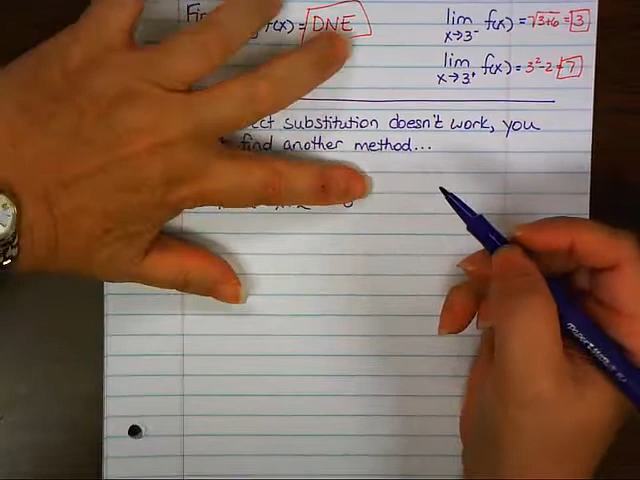 Fin g f(x) = DNE
lim f(x) = √3+6 = 3
x→3⁻
lim f(x) = 3²-2 = 7
x→3⁺
ect substitution doesn't work, you
find another method...